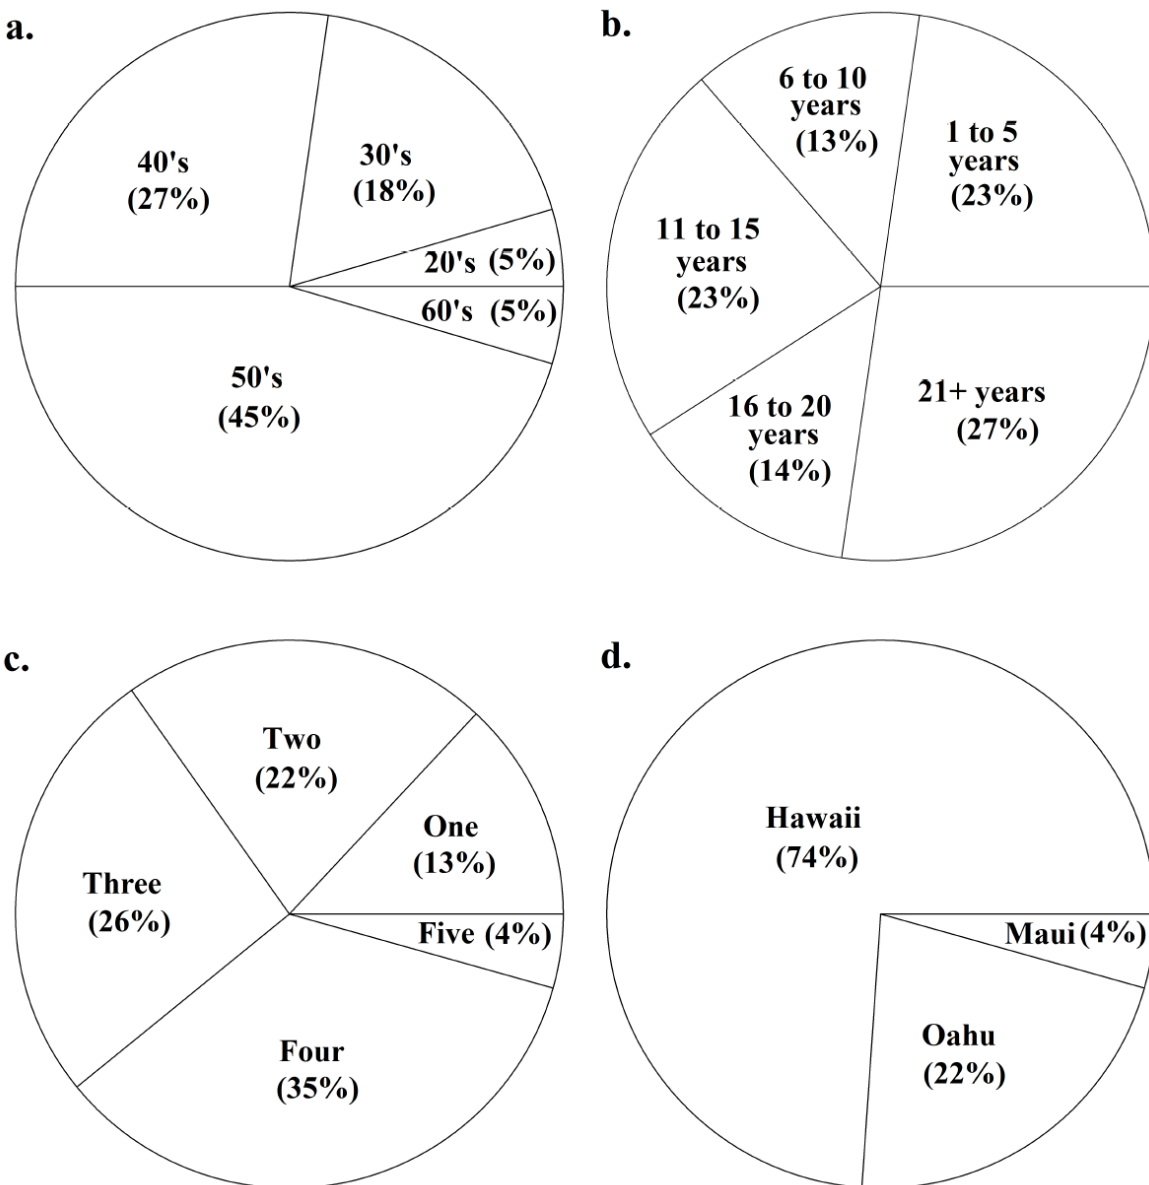 a.
40's
(27%)
30's
(18%)
20's (5%)
60's (5%)
50's
(45%)
b.
6 to 10
years
(13%)
1 to 5
years
(23%)
11 to 15
years
(23%)
16 to 20
years
(14%)
21+ years
(27%)
c.
Two
(22%)
One
(13%)
Three
(26%)
Five (4%)
Four
(35%)
d.
Hawaii
(74%)
Maui (4%)
Oahu
(22%)